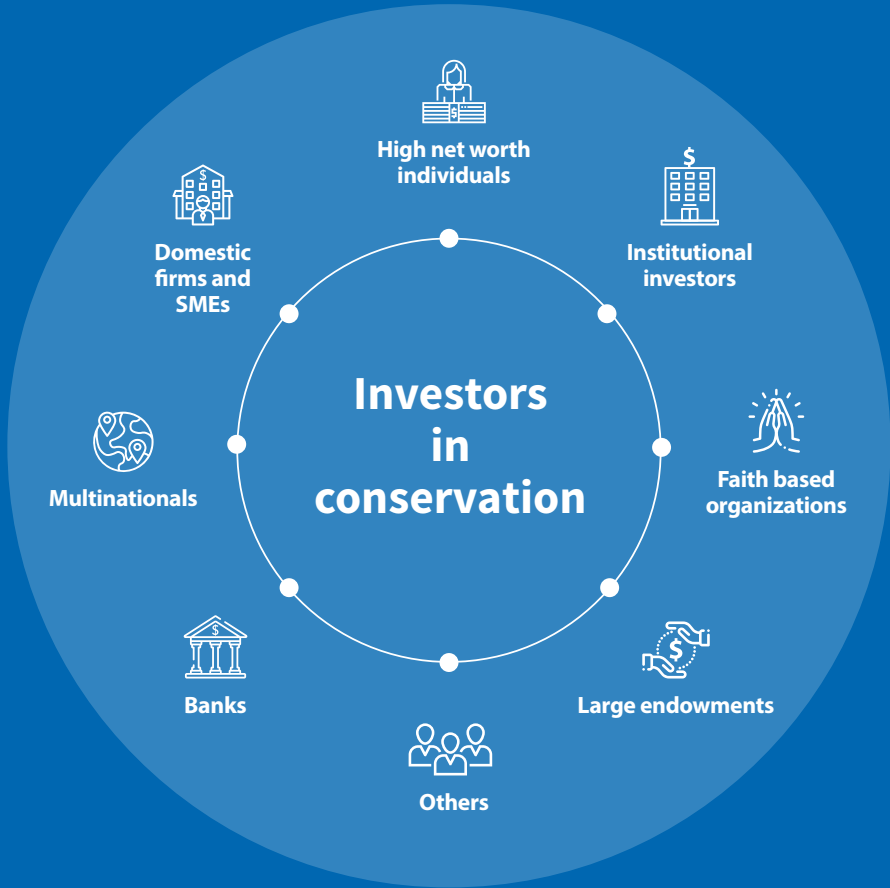 High net worth
individuals
Institutional
investors
Faith based
organizations
Large endowments
Others
Banks
Multinationals
Domestic
firms and
SMEs
Investors
in
conservation
$
$
$
$
$